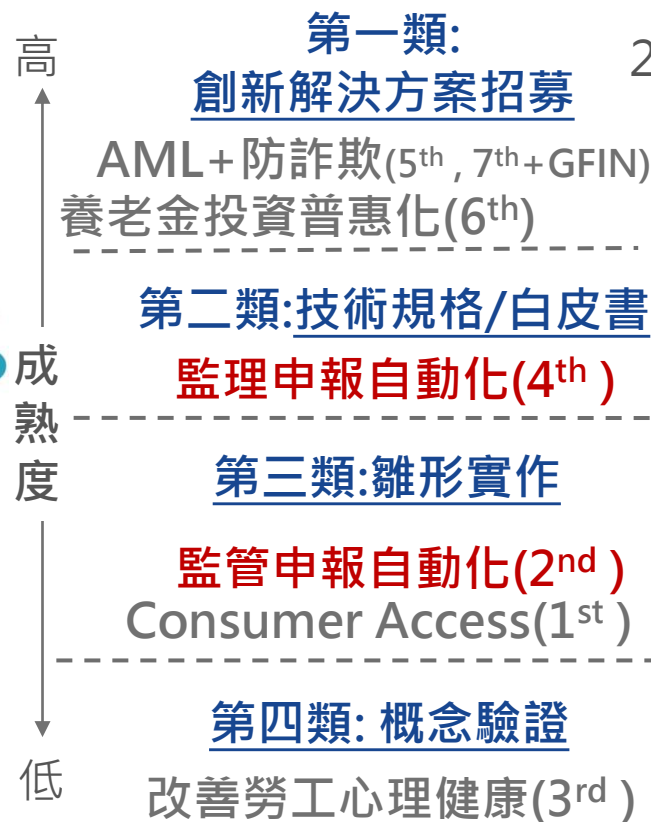 高
第一類:
2
創新解決方案招募
AML+防詐欺(5th , 7th+GFIN)
養老金投資普惠化(6th)
第二類:技術規格/白皮書
成熟度
監理申報自動化(4th )
第三類:雛形實作
監管申報自動化(2nd )
Consumer Access(1st )
第四類: 概念驗證
低
改善勞工心理健康(3rd )